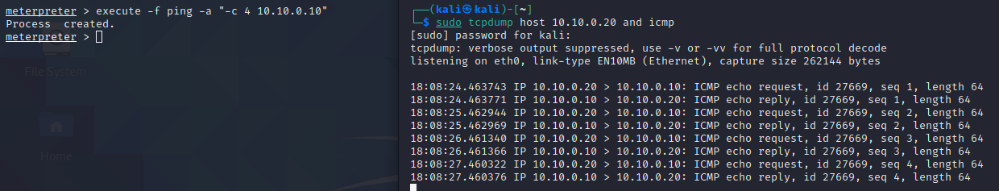 meterpreter > execute -f ping -a "-c 4 10.10.0.10"
Process  created.
meterpreter >
File System
Home
┌──(kali㉿kali)-[~]
└─$ sudo tcpdump host 10.10.0.20 and icmp
[sudo] password for kali:
tcpdump: verbose output suppressed, use -v or -vv for full protocol decode
listening on eth0, link-type EN10MB (Ethernet), capture size 262144 bytes
18:08:24.463743 IP 10.10.0.20 > 10.10.0.10: ICMP echo request, id 27669, seq 1, length 64
18:08:24.463771 IP 10.10.0.10 > 10.10.0.20: ICMP echo reply, id 27669, seq 1, length 64
18:08:25.462944 IP 10.10.0.20 > 10.10.0.10: ICMP echo request, id 27669, seq 2, length 64
18:08:25.462969 IP 10.10.0.10 > 10.10.0.20: ICMP echo reply, id 27669, seq 2, length 64
18:08:26.461340 IP 10.10.0.20 > 10.10.0.10: ICMP echo request, id 27669, seq 3, length 64
18:08:26.461366 IP 10.10.0.10 > 10.10.0.20: ICMP echo reply, id 27669, seq 3, length 64
18:08:27.460322 IP 10.10.0.20 > 10.10.0.10: ICMP echo request, id 27669, seq 4, length 64
18:08:27.460376 IP 10.10.0.10 > 10.10.0.20: ICMP echo reply, id 27669, seq 4, length 64